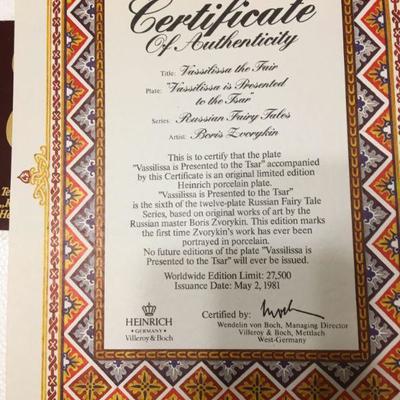 Certificate
Of Authenticity
Title: Vassilissa the Fair
Plate: "Vassilissa is Presented
to the Tsar"
Series: Russian Fairy Tales
Artist: Boris Zvorykin
This is to certify that the plate
"Vassilissa is Presented to the Tsar" accompanied
by this Certificate is an original limited edition
Heinrich porcelain plate.
"Vassilissa is Presented to the Tsar"
is the sixth of the twelve-plate Russian Fairy Tale
Series, based on original works of art by the
Russian master Boris Zvorykin. This edition marks
the first time Zvorykin's work has ever been
portrayed in porcelain.
No future editions of the plate "Vassilissa is
Presented to the Tsar" will ever be issued.
Worldwide Edition Limit: 27,500
Issuance Date: May 2, 1981
HEINRICH
• GERMANY •
Villeroy & Boch
Certified by:
Wendelin von Boch, Managing Director
Villeroy & Boch, Mettlach
West-Germany